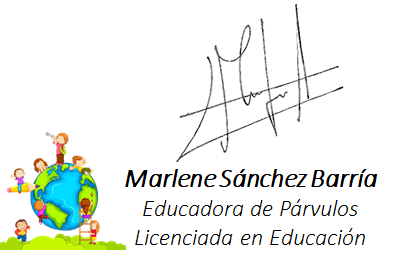 Marlene Sánchez Barría
Educadora de Párvulos
Licenciada en Educación